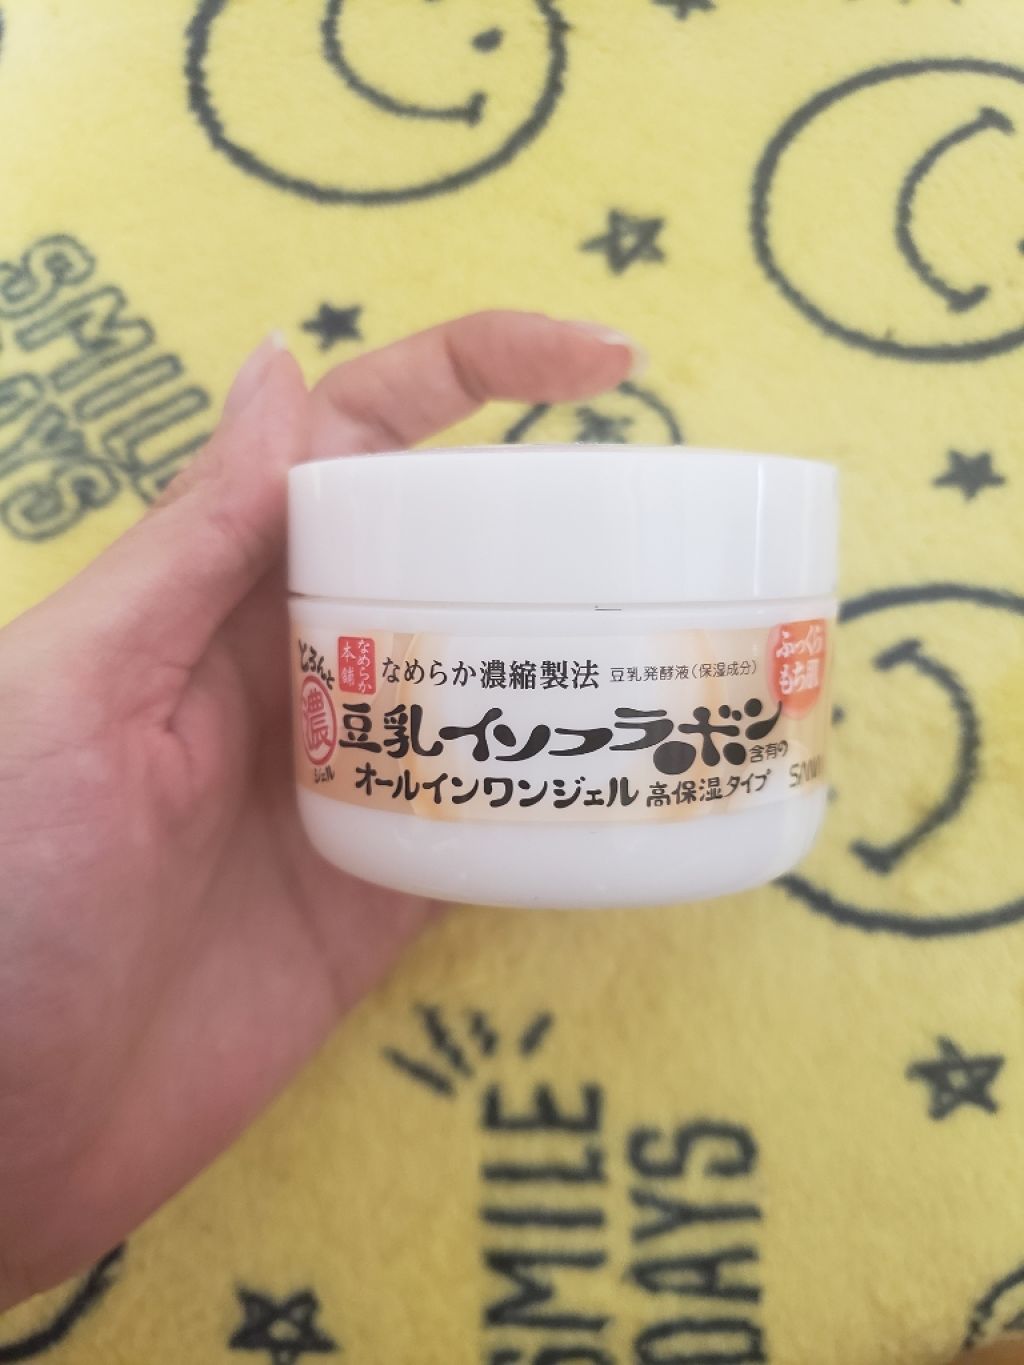 SMILE
DAYS
とろんと
濃
ジェル
なめらか
本舗
なめらか濃縮製法
豆乳発酵液(保湿成分)
ふっくら
もち肌
豆乳イソフラボン
含有の
オールインワンジェル 高保湿タイプ
SANA
SMILE
DAYS